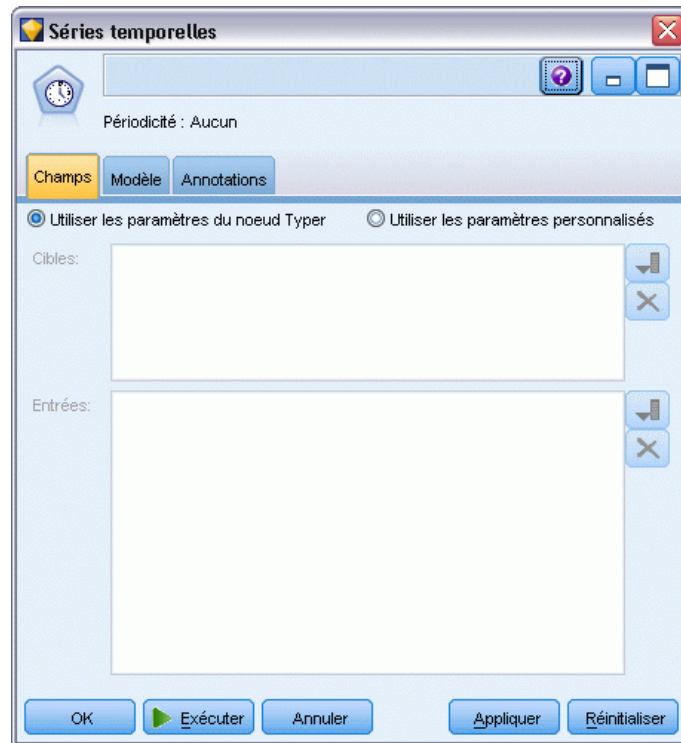 Séries temporelles
Périodicité : Aucun
Champs Modèle Annotations
Utiliser les paramètres du noeud Typer Utiliser les paramètres personnalisés
Cibles:
Entrées:
OK Exécuter Annuler Appliquer Réinitialiser